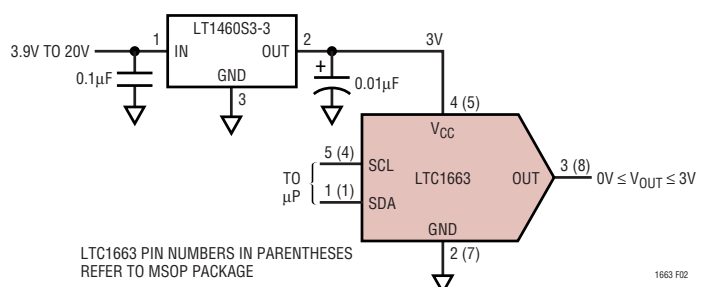 LT1460S3-3
3.9V TO 20V
1
IN
OUT
2
3V
0.1µF
GND
3
+
0.01µF
4 (5)
VCC
5 (4)
SCL
TO
µP
LTC1663
OUT
3 (8)
0V ≤ VOUT ≤ 3V
1 (1)
SDA
GND
2 (7)
LTC1663 PIN NUMBERS IN PARENTHESES
REFER TO MSOP PACKAGE
1663 F02